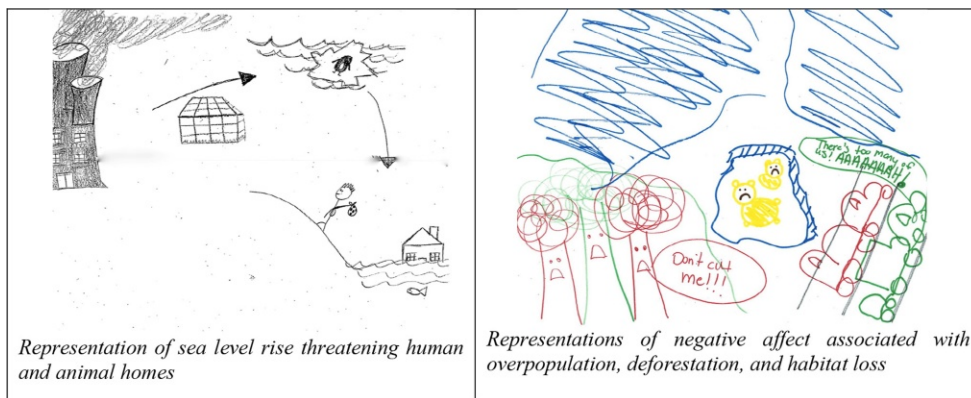 There's too many of
us! AAAAAAAH!
Don't cut
me!!!
Representation of sea level rise threatening human
and animal homes
Representations of negative affect associated with
overpopulation, deforestation, and habitat loss